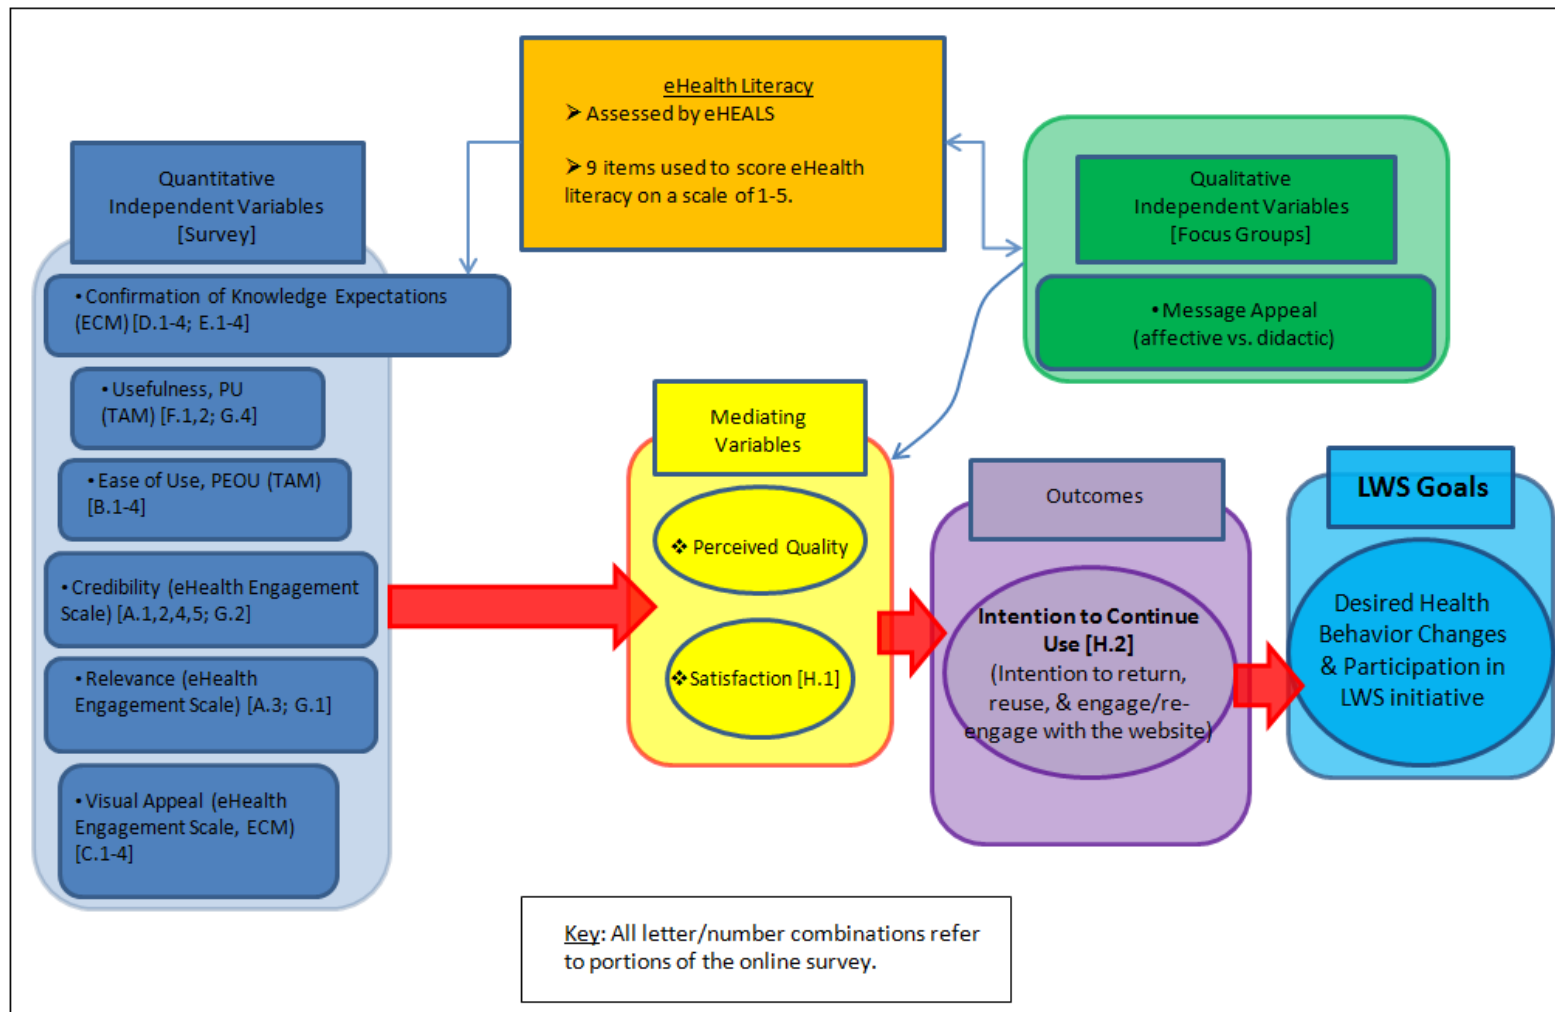 eHealth Literacy
➢ Assessed by eHEALS
➢ 9 items used to score eHealth
literacy on a scale of 1-5.
Quantitative
Independent Variables
[Survey]
• Confirmation of Knowledge Expectations
(ECM) [D.1-4; E.1-4]
• Usefulness, PU
(TAM) [F.1,2; G.4]
• Ease of Use, PEOU (TAM)
[B.1-4]
• Credibility (eHealth Engagement
Scale) [A.1,2,4,5; G.2]
• Relevance (eHealth
Engagement Scale) [A.3; G.1]
• Visual Appeal (eHealth
Engagement Scale, ECM)
[C.1-4]
Qualitative
Independent Variables
[Focus Groups]
• Message Appeal
(affective vs. didactic)
Mediating
Variables
❖ Perceived Quality
❖ Satisfaction [H.1]
Outcomes
Intention to Continue
Use [H.2]
(Intention to return,
reuse, & engage/re-
engage with the website)
LWS Goals
Desired Health
Behavior Changes
& Participation in
LWS initiative
Key: All letter/number combinations refer
to portions of the online survey.